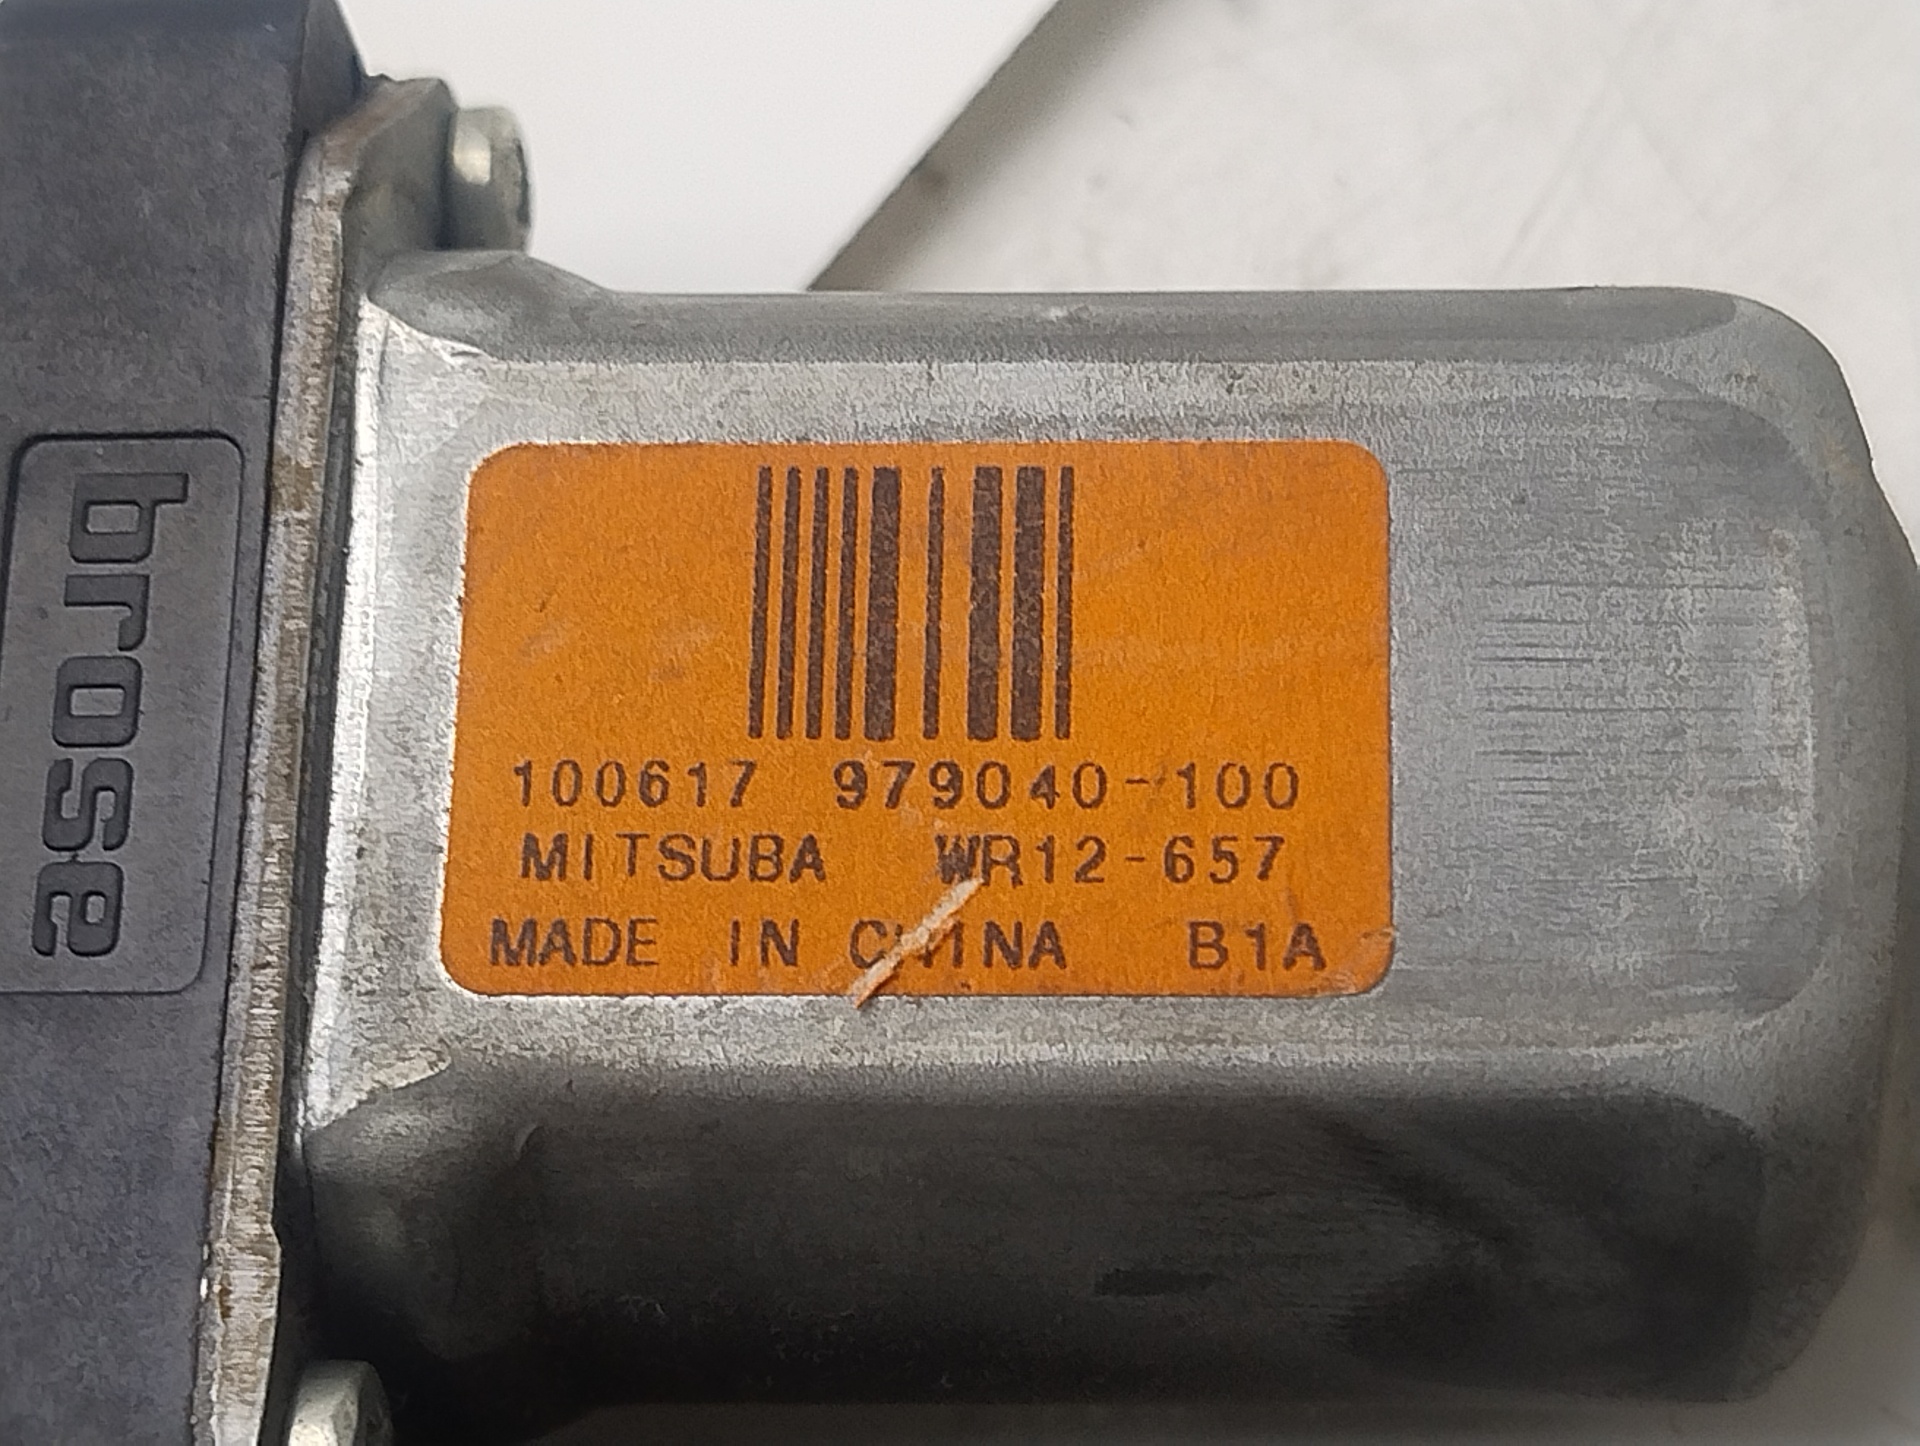 brose
100617 979040-100
MITSUBA WR12-657
MADE IN CHINA B1A